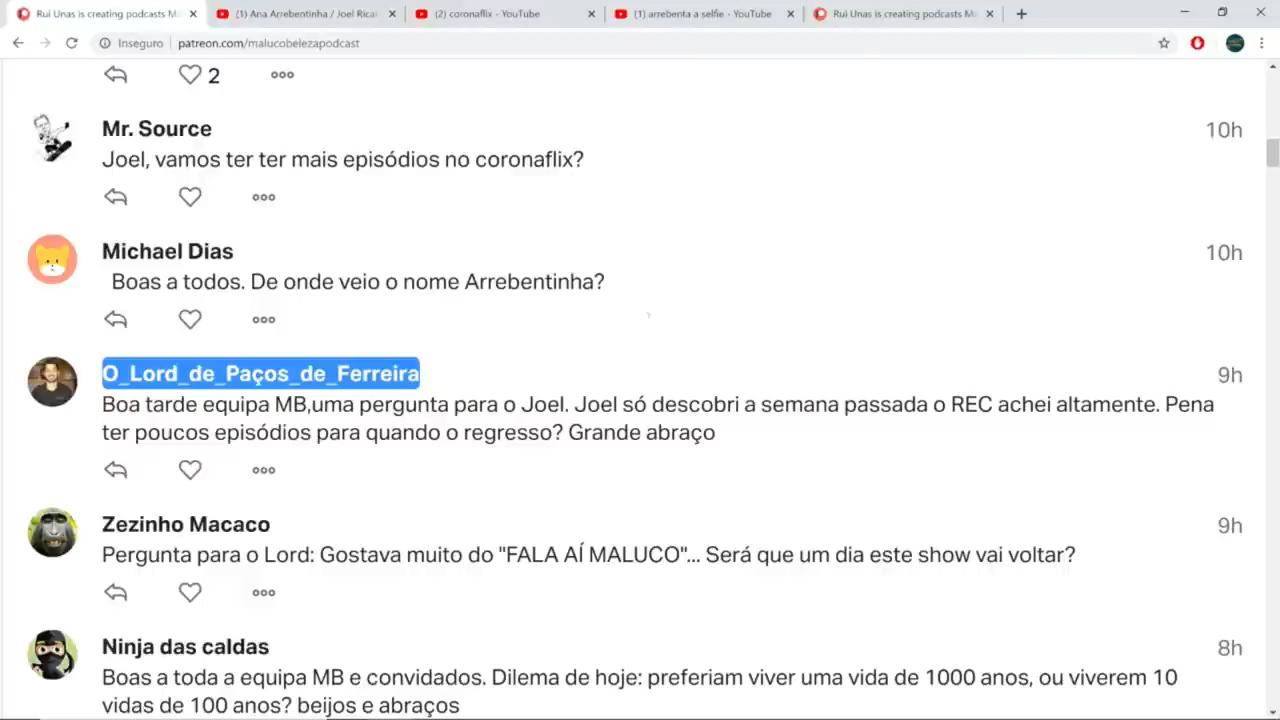 Rui Unas is creating podcasts M
(1) Ana Arrebentinha / Joel Rica
(2) coronaflix - YouTube
(1) arrebenta a selfie - YouTube
Rui Unas is creating podcasts M
Inseguro
patreon.com/malucobelezapodcast
2
Mr. Source
10h
Joel, vamos ter ter mais episódios no coronaflix?
Michael Dias
10h
Boas a todos. De onde veio o nome Arrebentinha?
O_Lord_de_Paços_de_Ferreira
9h
Boa tarde equipa MB,uma pergunta para o Joel. Joel só descobri a semana passada o REC achei altamente. Pena
ter poucos episódios para quando o regresso? Grande abraço
Zezinho Macaco
9h
Pergunta para o Lord: Gostava muito do "FALA AÍ MALUCO"... Será que um dia este show vai voltar?
Ninja das caldas
8h
Boas a toda a equipa MB e convidados. Dilema de hoje: preferiam viver uma vida de 1000 anos, ou viverem 10
vidas de 100 anos? beijos e abraços